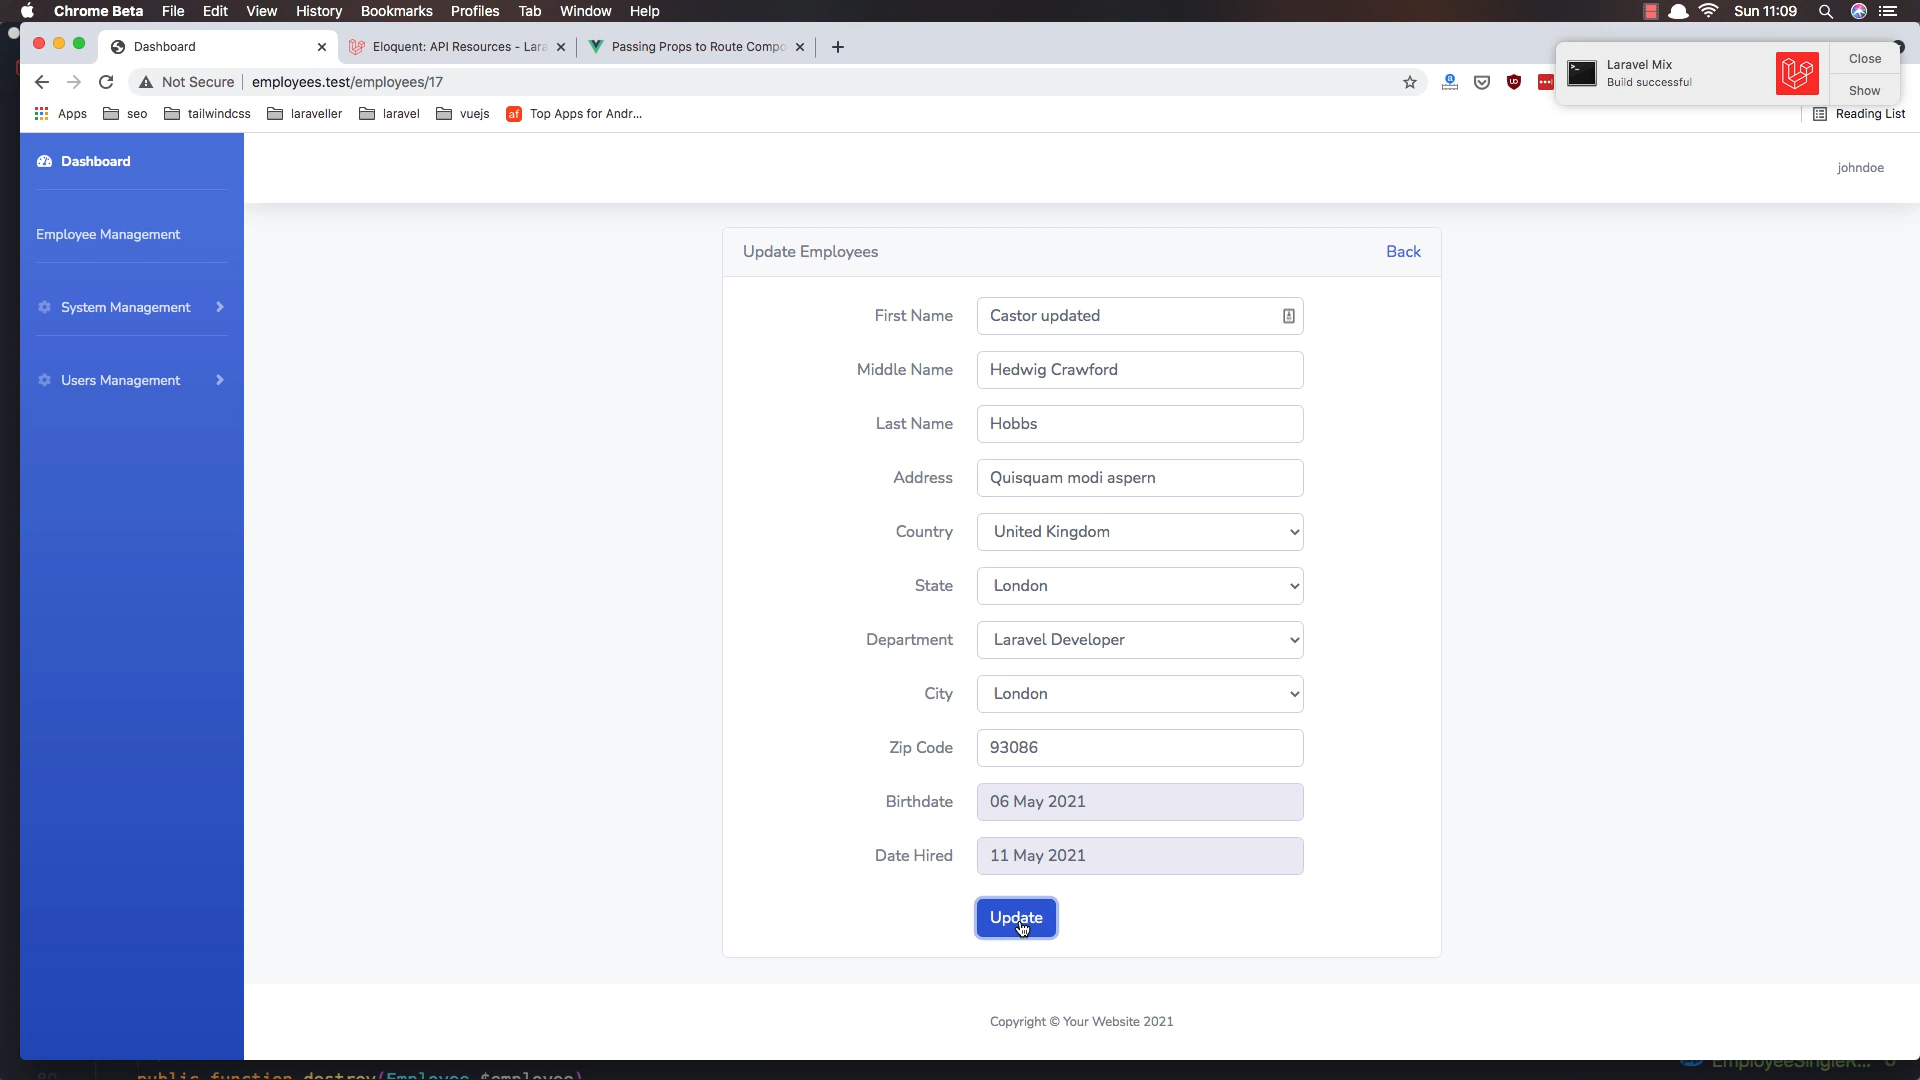 Chrome Beta File Edit View History Bookmarks Profiles Tab Window Help Sun 11:09
Dashboard Eloquent: API Resources - Lara Passing Props to Route Compo
Not Secure employees.test/employees/17
Laravel Mix
Build successful
Close
Show
Apps seo tailwindcss laraveller laravel vuejs Top Apps for Andr... Reading List
Dashboard
johndoe
Employee Management
System Management
Users Management
Update Employees Back
First Name Castor updated
Middle Name Hedwig Crawford
Last Name Hobbs
Address Quisquam modi aspern
Country United Kingdom
State London
Department Laravel Developer
City London
Zip Code 93086
Birthdate 06 May 2021
Date Hired 11 May 2021
Update
Copyright © Your Website 2021
EmployeeSingleR...
public function destroy(Employee $employee)